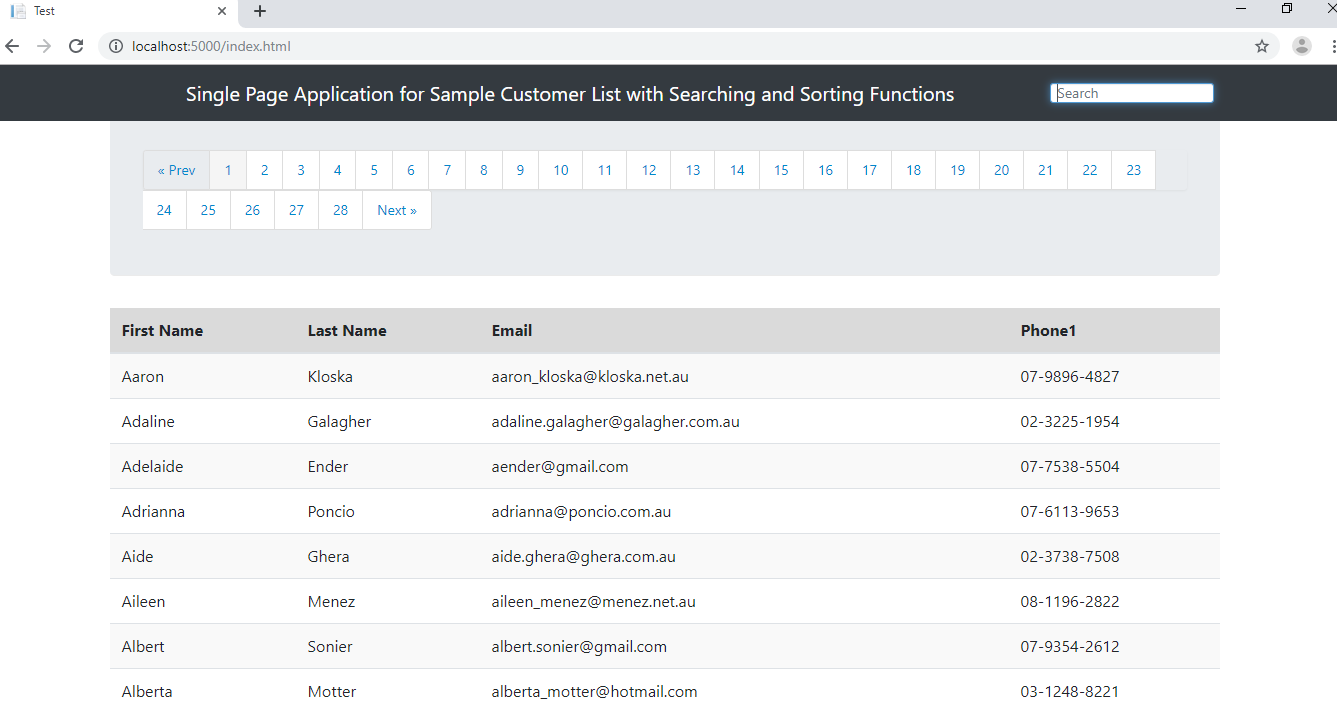 Test
localhost:5000/index.html
Single Page Application for Sample Customer List with Searching and Sorting Functions Search
« Prev 1 2 3 4 5 6 7 8 9 10 11 12 13 14 15 16 17 18 19 20 21 22 23
24 25 26 27 28 Next »
First Name Last Name Email Phone1
Aaron Kloska aaron_kloska@kloska.net.au 07-9896-4827
Adaline Galagher adaline.galagher@galagher.com.au 02-3225-1954
Adelaide Ender aender@gmail.com 07-7538-5504
Adrianna Poncio adrianna@poncio.com.au 07-6113-9653
Aide Ghera aide.ghera@ghera.com.au 02-3738-7508
Aileen Menez aileen_menez@menez.net.au 08-1196-2822
Albert Sonier albert.sonier@gmail.com 07-9354-2612
Alberta Motter alberta_motter@hotmail.com 03-1248-8221